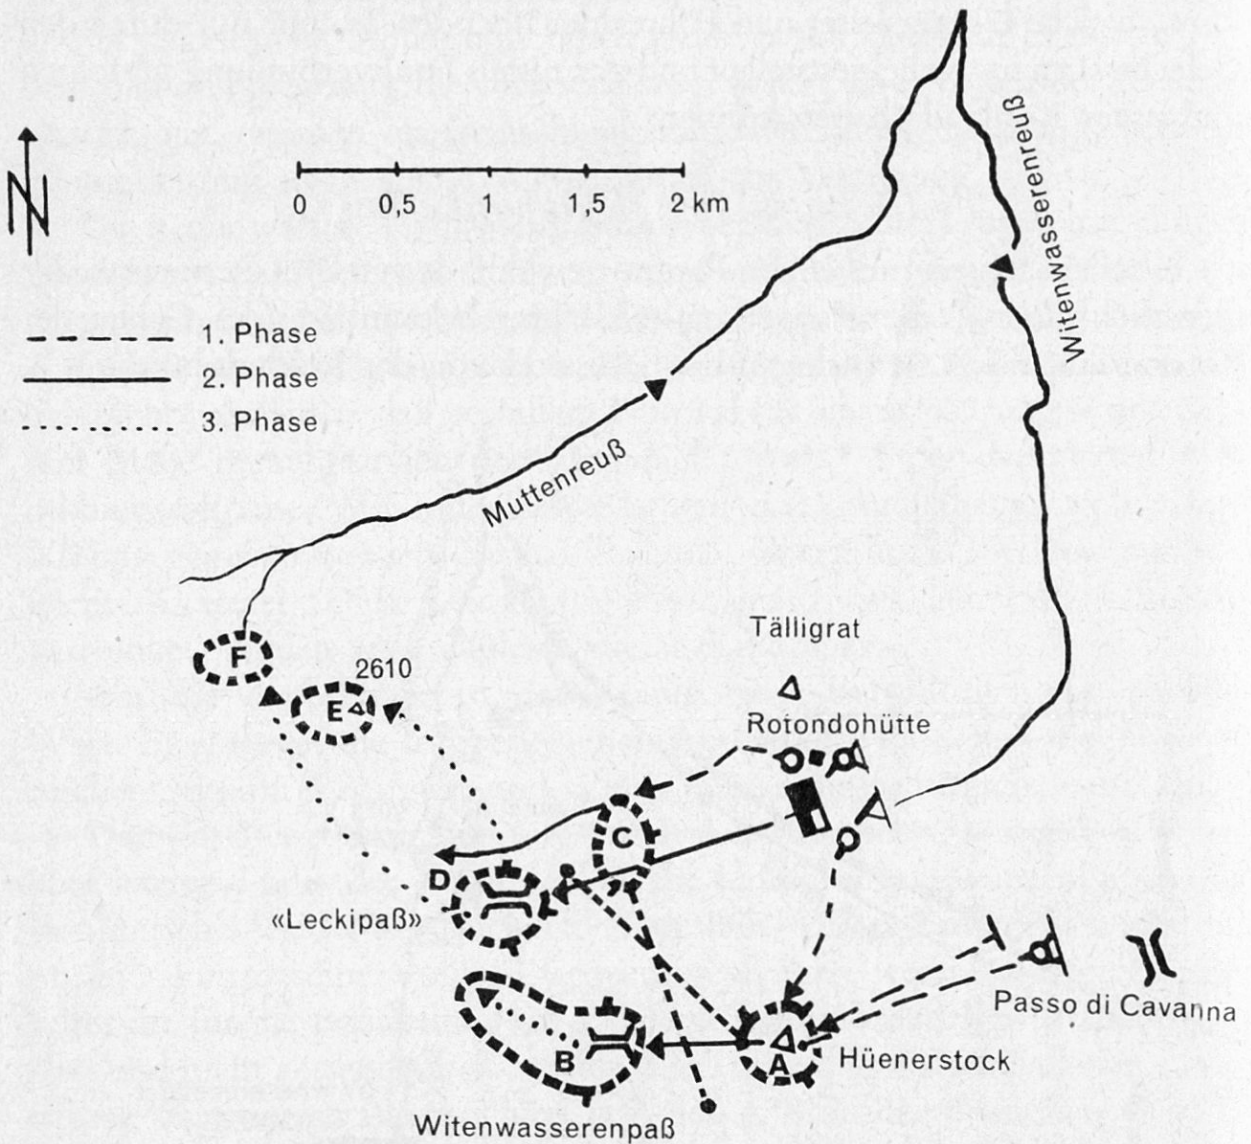 N
0 0,5 1 1,5 2 km
1. Phase
2. Phase
3. Phase
Witenwasserenreuß
Muttenreuß
Tälligrat
Rotondohütte
F
2610
E
C
D
«Leckipaß»
Passo di Cavanna
B
A
Hüenerstock
Witenwasserenpaß